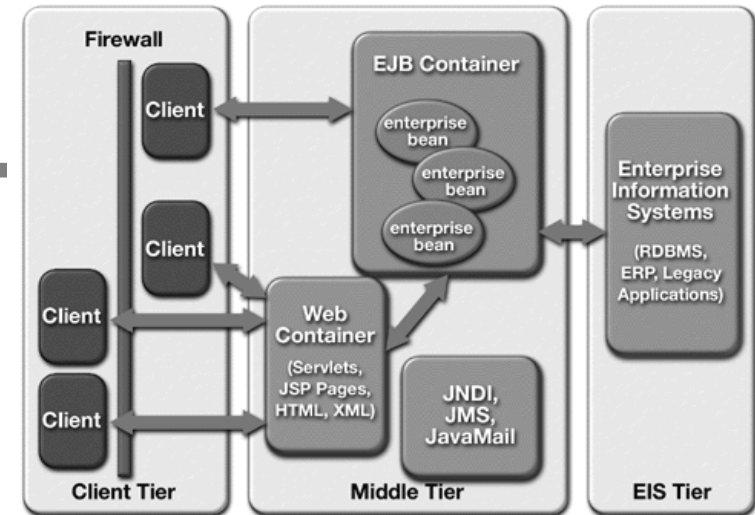 Firewall
Client
Client
Client
Client
Client Tier
EJB Container
enterprise
bean
enterprise
bean
enterprise
bean
Web
Container
(Servlets,
JSP Pages,
HTML, XML)
JNDI,
JMS,
JavaMail
Middle Tier
Enterprise
Information
Systems
(RDBMS,
ERP, Legacy
Applications)
EIS Tier